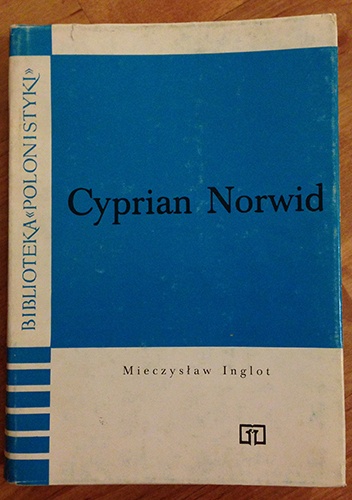 BIBLIOTEKA «POLONISTYKI»
Cyprian Norwid
Mieczysław Inglot